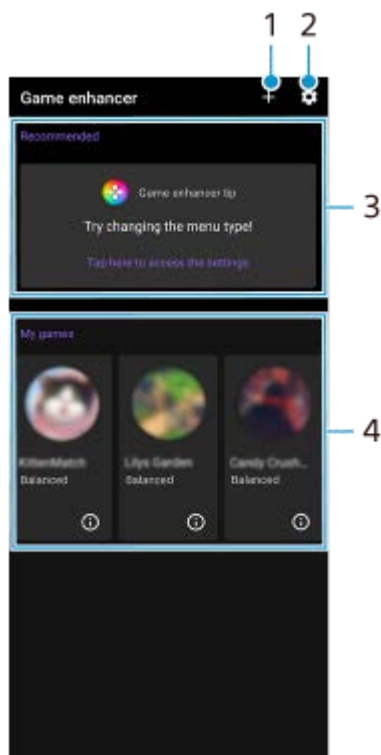 1 2
Game enhancer
Recommended
3
Game enhancer tip
Try changing the menu type!
Tap here to access the settings
My games
4
KittenMatch Lilys Garden Candy Crush...
Balanced Balanced Balanced